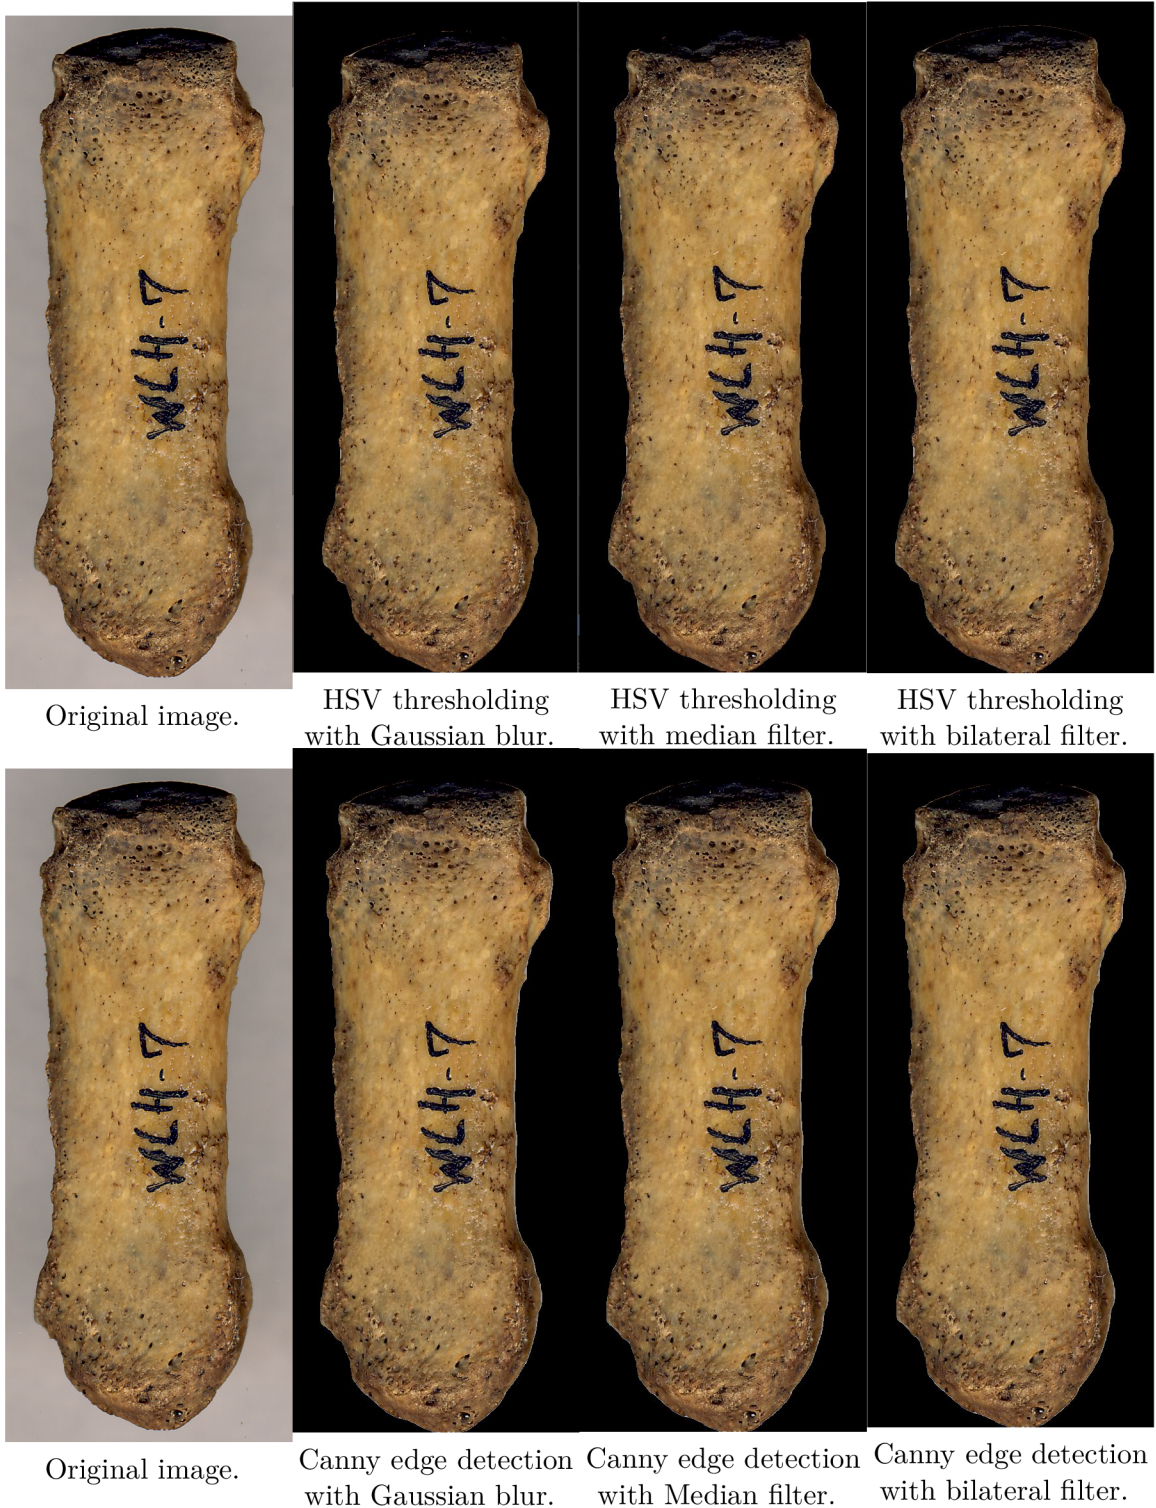 WLH-7
WLH-7
WLH-7
WLH-7
Original image.
HSV thresholding
with Gaussian blur.
HSV thresholding
with median filter.
HSV thresholding
with bilateral filter.
WLH-7
WLH-7
WLH-7
WLH-7
Original image.
Canny edge detection
with Gaussian blur.
Canny edge detection
with Median filter.
Canny edge detection
with bilateral filter.